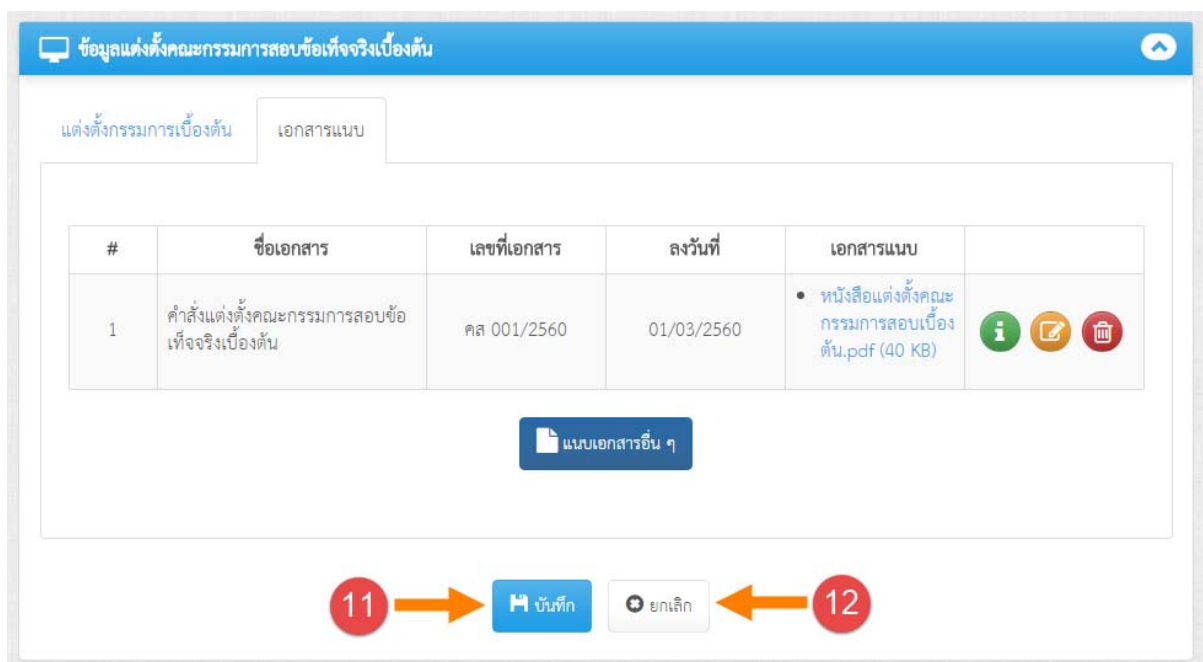 ข้อมูลแต่งตั้งคณะกรรมการสอบข้อเท็จจริงเบื้องต้น
แต่งตั้งกรรมการเบื้องต้น เอกสารแนบ
# ชื่อเอกสาร เลขที่เอกสาร ลงวันที่ เอกสารแนบ
1 คำสั่งแต่งตั้งคณะกรรมการสอบข้อ
เท็จจริงเบื้องต้น คส 001/2560 01/03/2560
• หนังสือแต่งตั้งคณะ
กรรมการสอบเบื้อง
ต้น.pdf (40 KB)
แนบเอกสารอื่น ๆ
11 บันทึก ยกเลิก 12